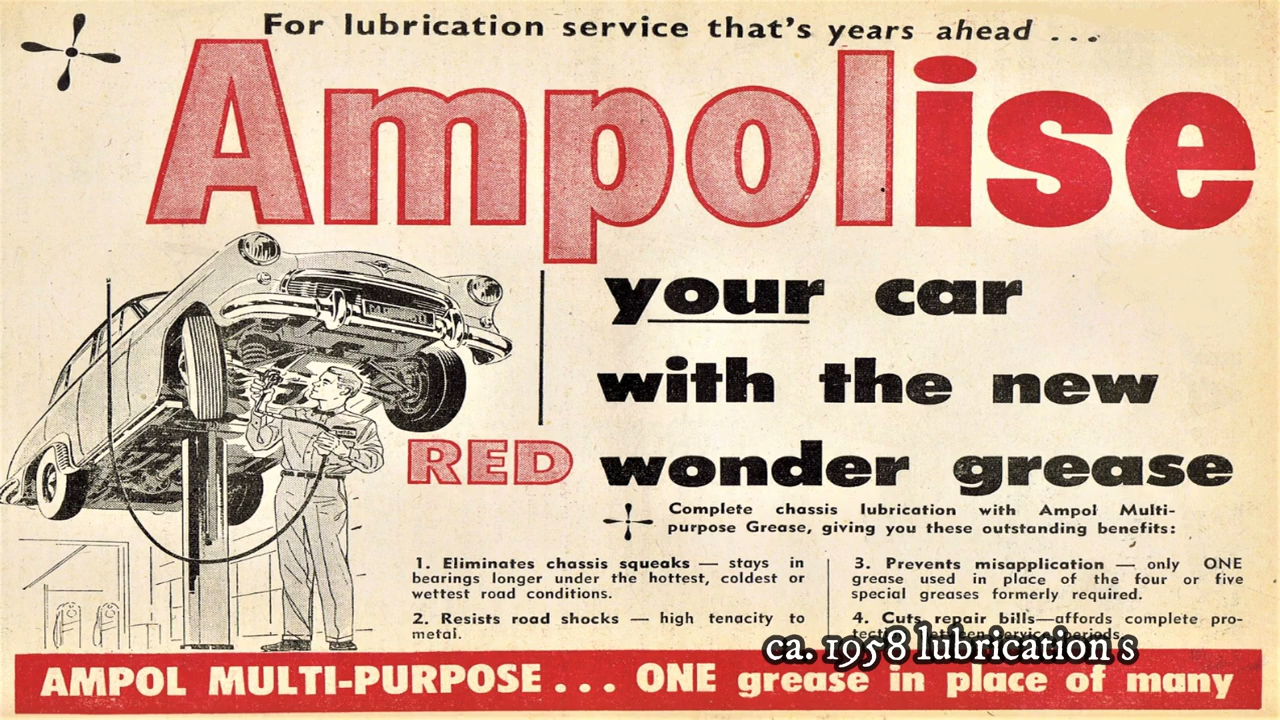 For lubrication service that's years ahead ...
Ampolise
your car
with the new
RED wonder grease
Complete chassis lubrication with Ampol Multi-
purpose Grease, giving you these outstanding benefits:
1. Eliminates chassis squeaks — stays in
bearings longer under the hottest, coldest or
wettest road conditions.
2. Resists road shocks — high tenacity to
metal.
3. Prevents misapplication — only ONE
grease used in place of the four or five
special greases formerly required.
4. Cuts repair bills—affords complete pro-
ca. 1958 lubrication s
AMPOL MULTI-PURPOSE ... ONE grease in place of many